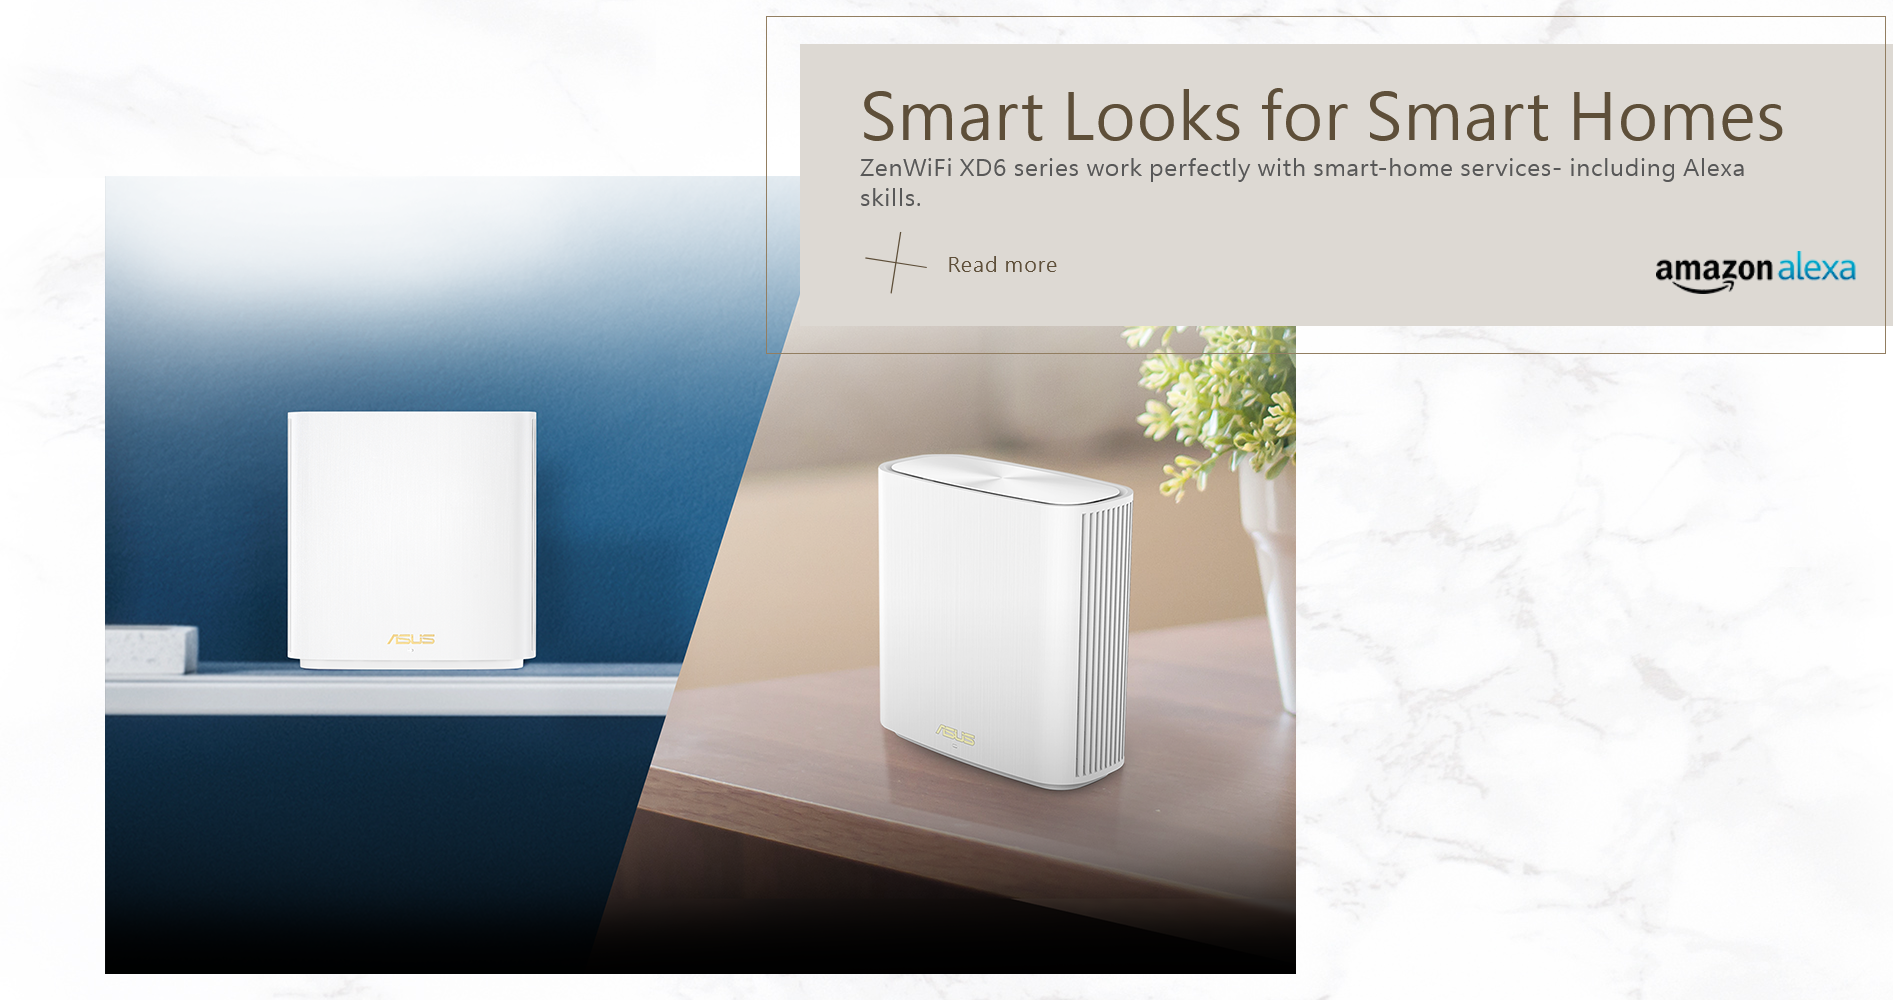 Smart Looks for Smart Homes
ZenWiFi XD6 series work perfectly with smart-home services- including Alexa
skills.
Read more
amazon alexa
ASUS
ASUS